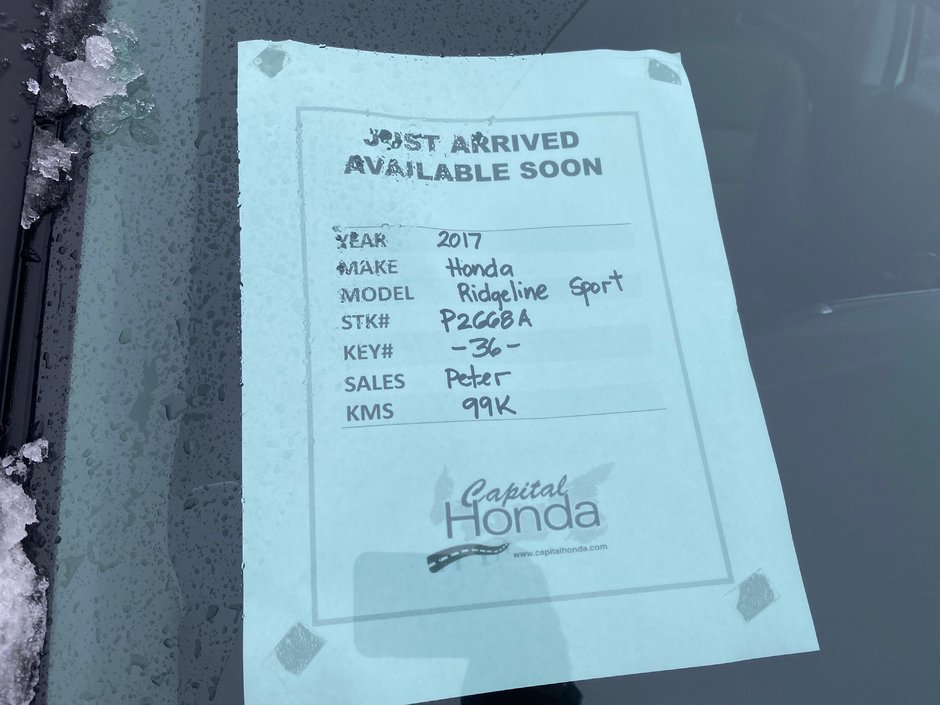 JUST ARRIVED
AVAILABLE SOON
YEAR 2017
MAKE Honda
MODEL Ridgeline Sport
STK# P2668A
KEY# -36-
SALES Peter
KMS 99K
Capital
Honda
www.capitalhonda.com